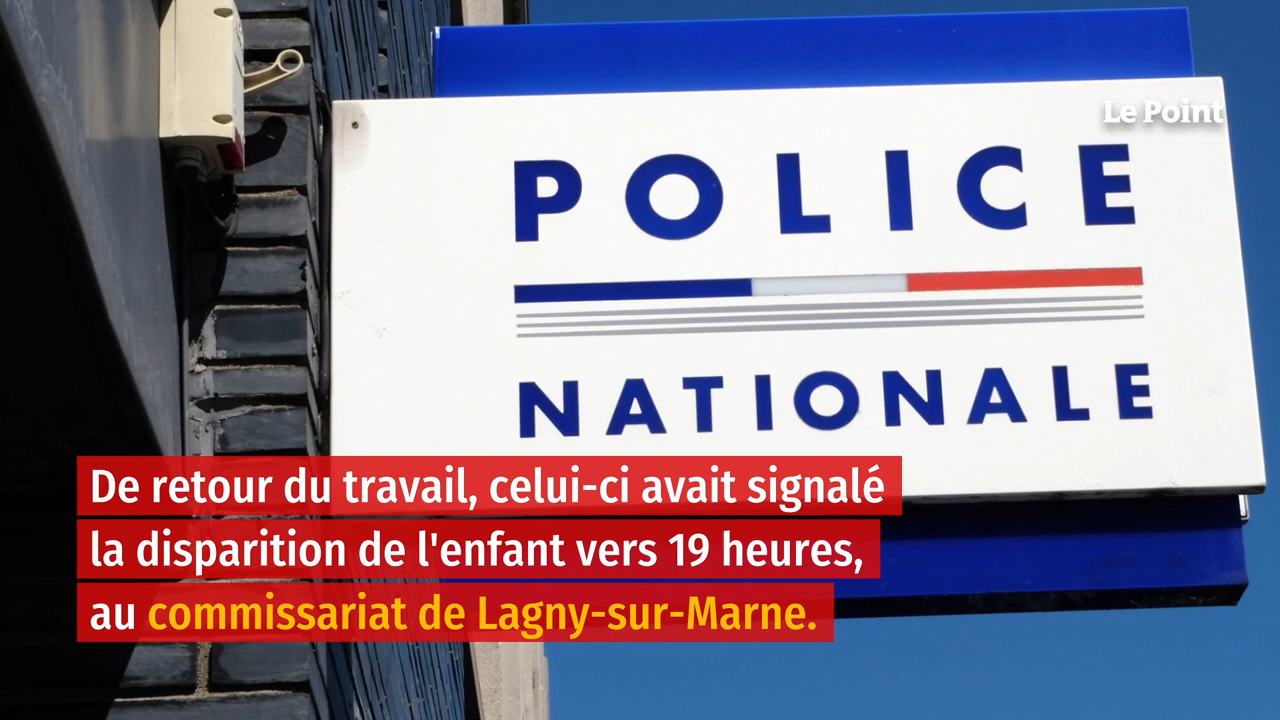 Le Point
POLICE
NATIONALE
De retour du travail, celui-ci avait signalé
la disparition de l'enfant vers 19 heures,
au commissariat de Lagny-sur-Marne.